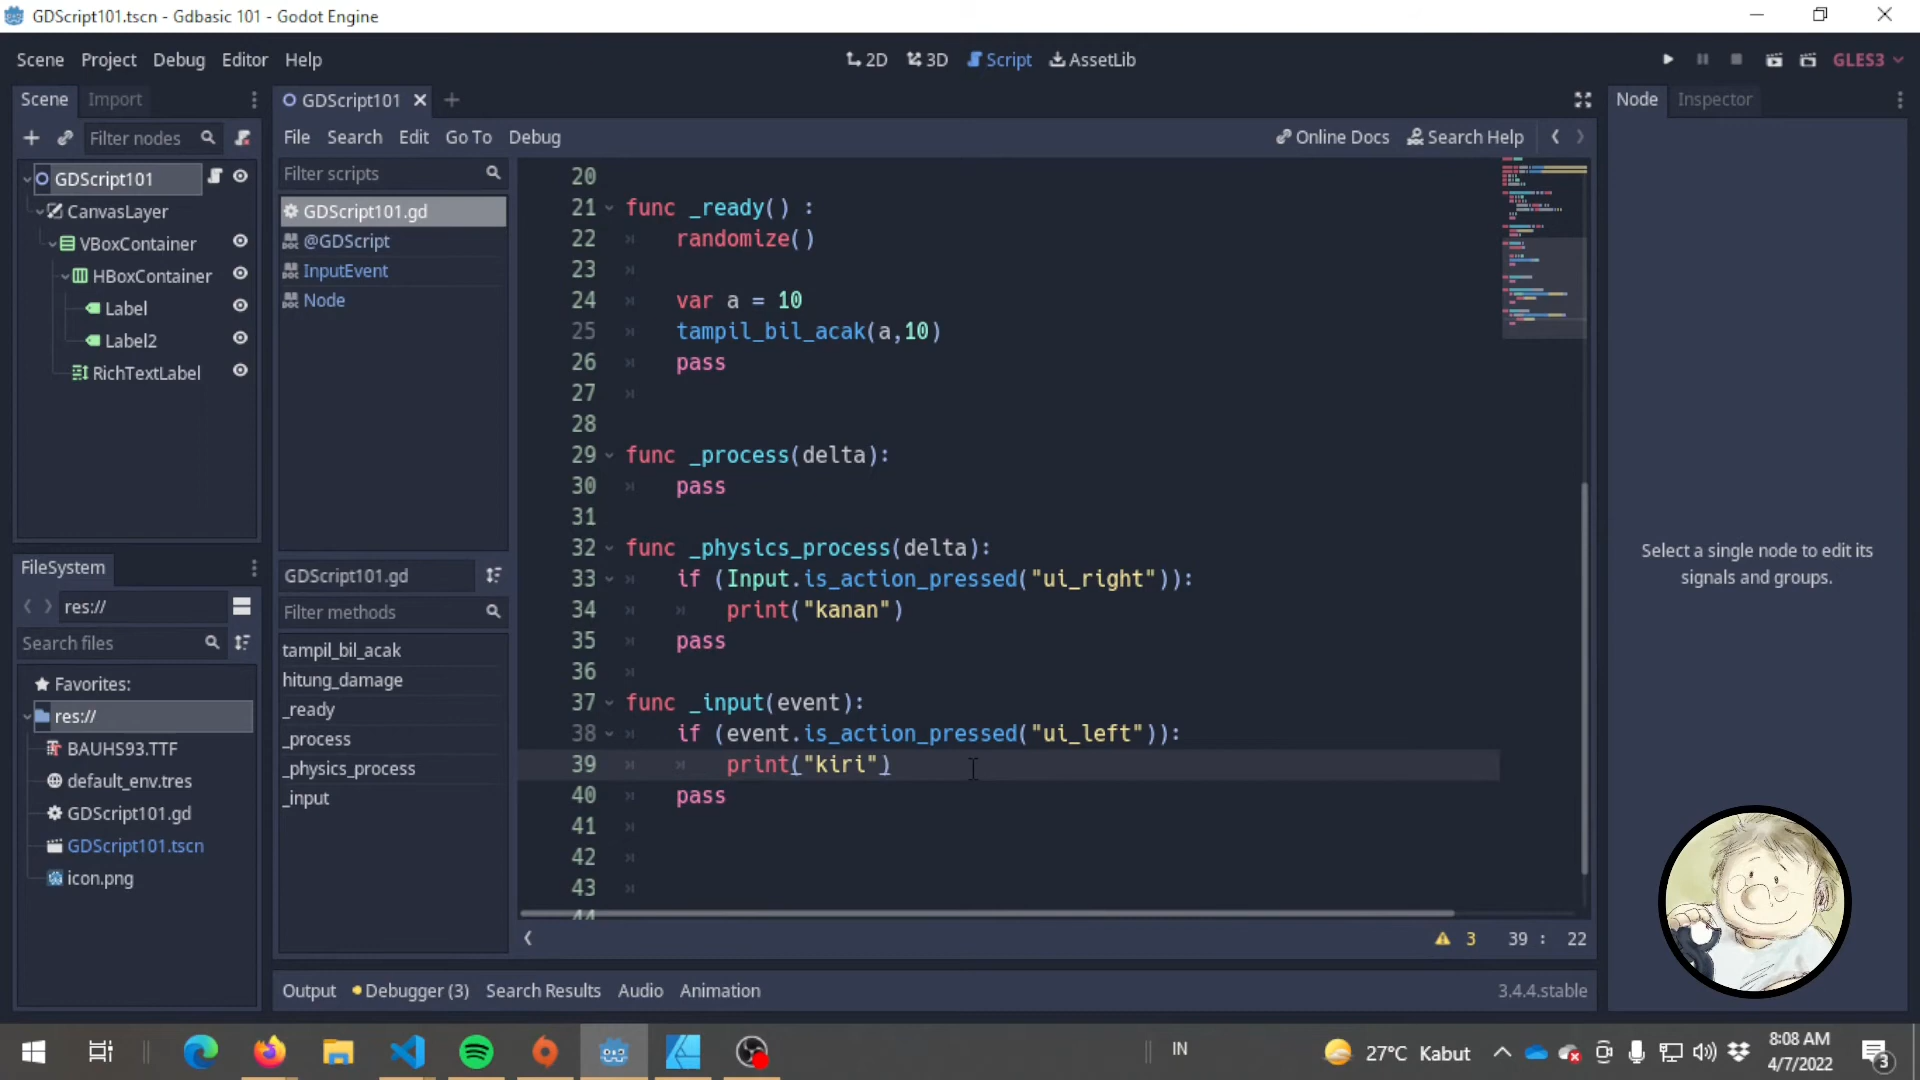 GDScript101.tscn - Gdbasic 101 - Godot Engine
Scene Project Debug Editor Help
2D 3D Script AssetLib
GLES3
Scene Import
GDScript101
Node Inspector
Filter nodes
File Search Edit Go To Debug
Online Docs Search Help
GDScript101
CanvasLayer
VBoxContainer
HBoxContainer
Label
Label2
RichTextLabel
Filter scripts
GDScript101.gd
@GDScript
InputEvent
Node
20
21 func _ready() :
22 randomize()
23
24 var a = 10
25 tampil_bil_acak(a,10)
26 pass
27
28
29 func _process(delta):
30 pass
31
32 func _physics_process(delta):
33 if (Input.is_action_pressed("ui_right")):
34 print("kanan")
35 pass
36
37 func _input(event):
38 if (event.is_action_pressed("ui_left")):
39 print("kiri")
40 pass
41
42
43
44
Select a single node to edit its
signals and groups.
FileSystem
res://
Search files
Favorites:
res://
BAUHS93.TTF
default_env.tres
GDScript101.gd
GDScript101.tscn
icon.png
GDScript101.gd
Filter methods
tampil_bil_acak
hitung_damage
_ready
_process
_physics_process
_input
3 39 : 22
Output Debugger (3) Search Results Audio Animation
3.4.4.stable
IN
27°C Kabut
8:08 AM
4/7/2022
3